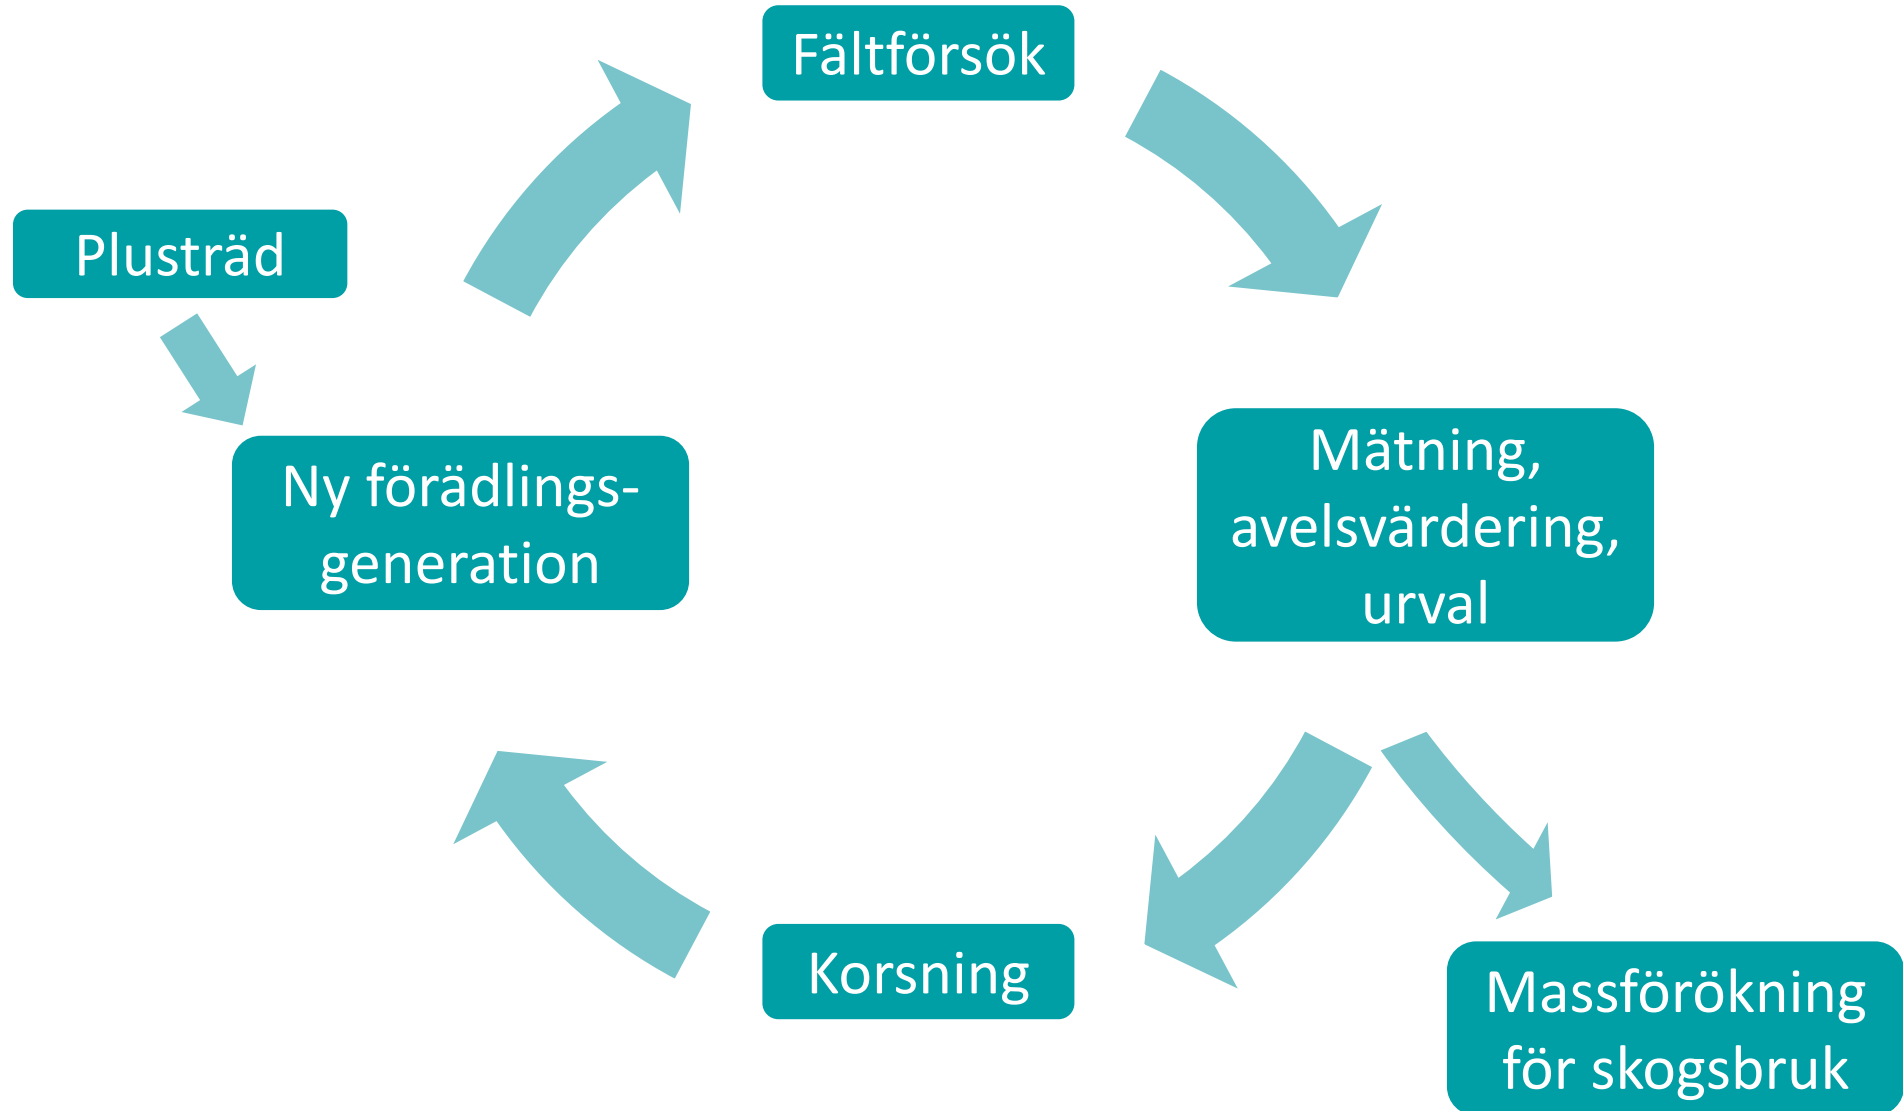 Fältförsök
Plusträd
Ny förädlings-
generation
Mätning,
avelsvärdering,
urval
Korsning
Massförökning
för skogsbruk